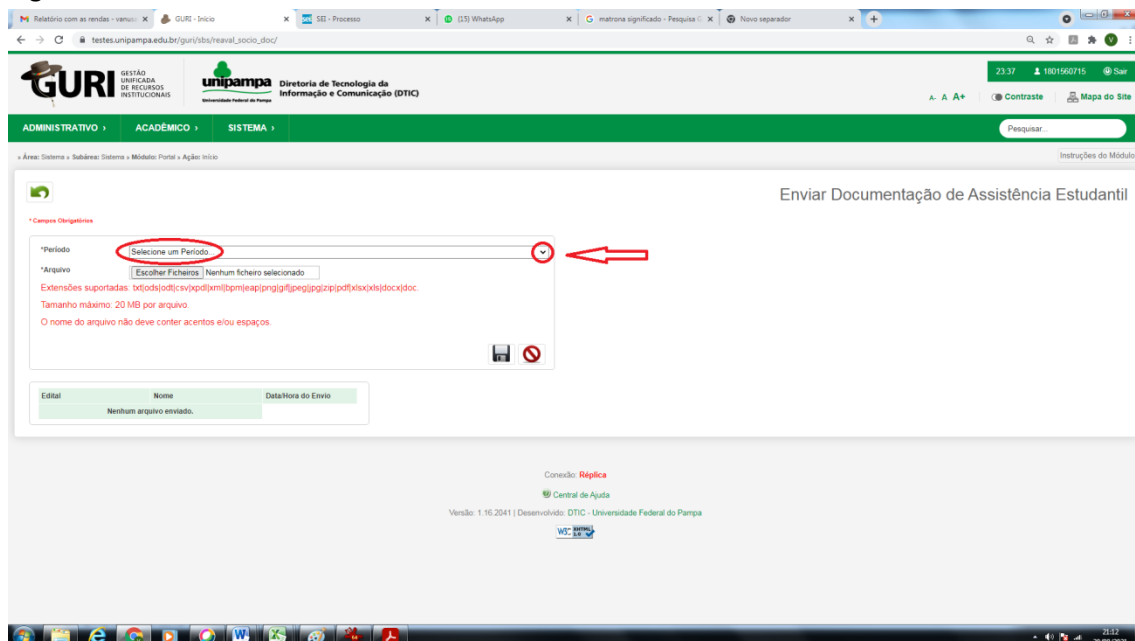 Relatório com as rendas - vanuc
GURI - Início
SEI - Processo
(15) WhatsApp
matrona significado - Pesquisa G
Novo separador
testes.unipampa.edu.br/guri/sbs/reaval_socio_doc/
GURI
GESTÃO
UNIFICADA
DE RECURSOS
INSTITUCIONAIS
unipampa
Universidade Federal do Pampa
Diretoria de Tecnologia da
Informação e Comunicação (DTIC)
23:37 1801560715 Sair
A- A A+ Contraste Mapa do Site
ADMINISTRATIVO › ACADÊMICO › SISTEMA ›
Pesquisar...
» Área: Sistema » Subárea: Sistema » Módulo: Portal » Ação: Início
Instruções do Módulo
Enviar Documentação de Assistência Estudantil
* Campos Obrigatórios
*Período Selecione um Período...
*Arquivo Escolher Ficheiros Nenhum ficheiro selecionado
Extensões suportadas: txt|ods|odt|csv|xpdl|xml|bpm|eap|png|gif|jpeg|jpg|zip|pdf|xlsx|xls|docx|doc.
Tamanho máximo: 20 MB por arquivo.
O nome do arquivo não deve conter acentos e/ou espaços.
Edital Nome Data/Hora do Envio
Nenhum arquivo enviado.
Conexão: Réplica
Central de Ajuda
Versão: 1.16.2041 | Desenvolvido: DTIC - Universidade Federal do Pampa
W3C XHTML 1.0
21:12